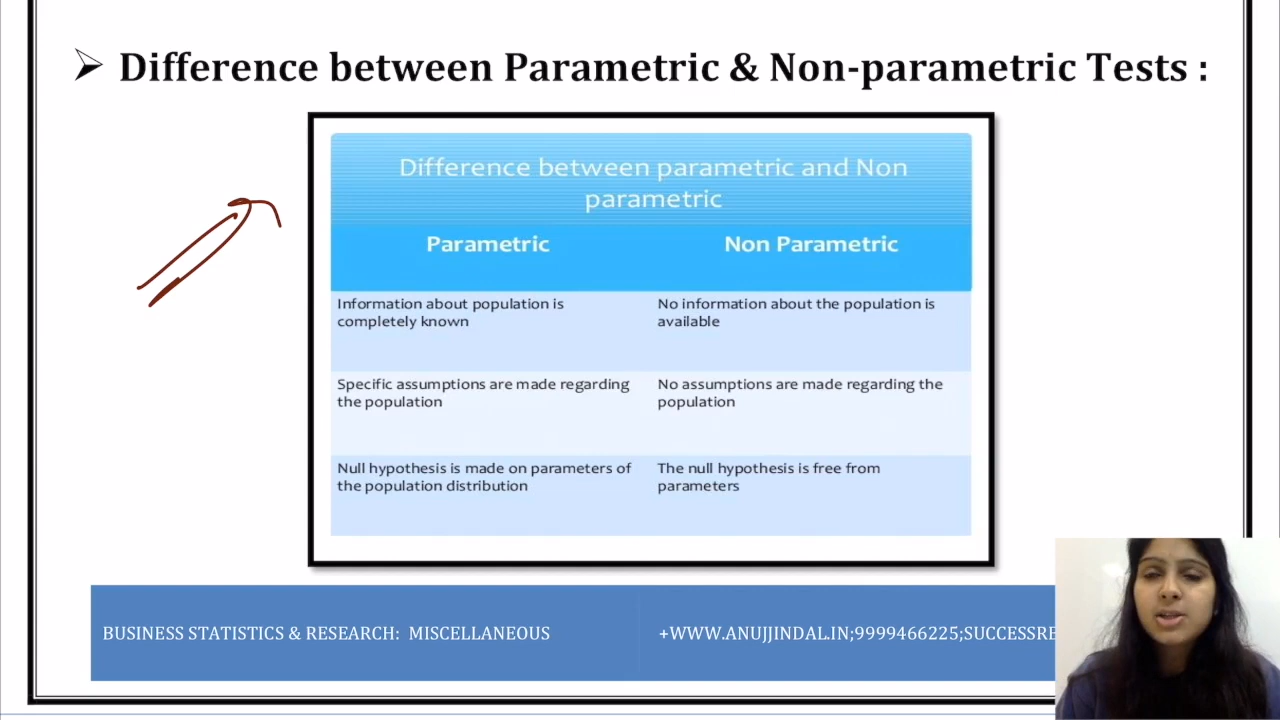 Difference between Parametric & Non-parametric Tests :
Difference between parametric and Non
parametric
Parametric
Non Parametric
Information about population is
completely known
No information about the population is
available
Specific assumptions are made regarding
the population
No assumptions are made regarding the
population
Null hypothesis is made on parameters of
the population distribution
The null hypothesis is free from
parameters
BUSINESS STATISTICS & RESEARCH: MISCELLANEOUS
+WWW.ANUJJINDAL.IN;9999466225;SUCCESSRE